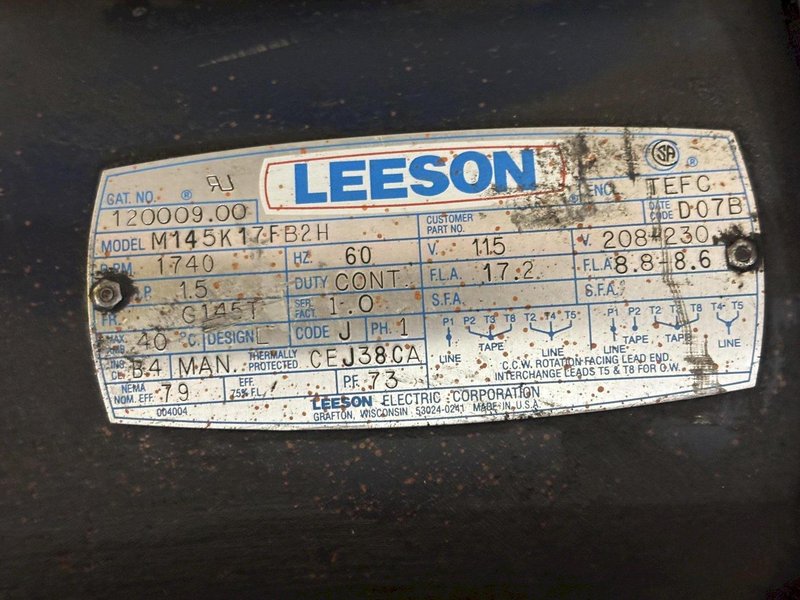 LEESON
CAT. NO. ® 120009.00
ENC. TEFC
MODEL M145K17FB2H
CUSTOMER PART NO.
DATE CODE D07B
R.P.M. 1740 HZ. 60 V. 115 V. 208-230
H.P. 1.5 DUTY CONT. F.L.A. 17.2 F.L.A. 8.8-8.6
FR. G145T SER. FACT. 1.0 S.F.A. S.F.A.
MAX. AMB. 40 °C. DESIGN L CODE J PH. 1
P1 P2 T3 T8 T2 T4 T5 P1 P2 T3 T2 T8 T4 T5
LINE TAPE LINE LINE TAPE LINE
INS. CL. B4 MAN. THERMALLY PROTECTED CEJ38CA
C.C.W. ROTATION FACING LEAD END.
INTERCHANGE LEADS T5 & T8 FOR C.W.
NEMA NOM. EFF. 79 EFF. 75% F.L. P.F. 73
004004
LEESON ELECTRIC CORPORATION
GRAFTON, WISCONSIN 53024-0241 MADE IN U.S.A.